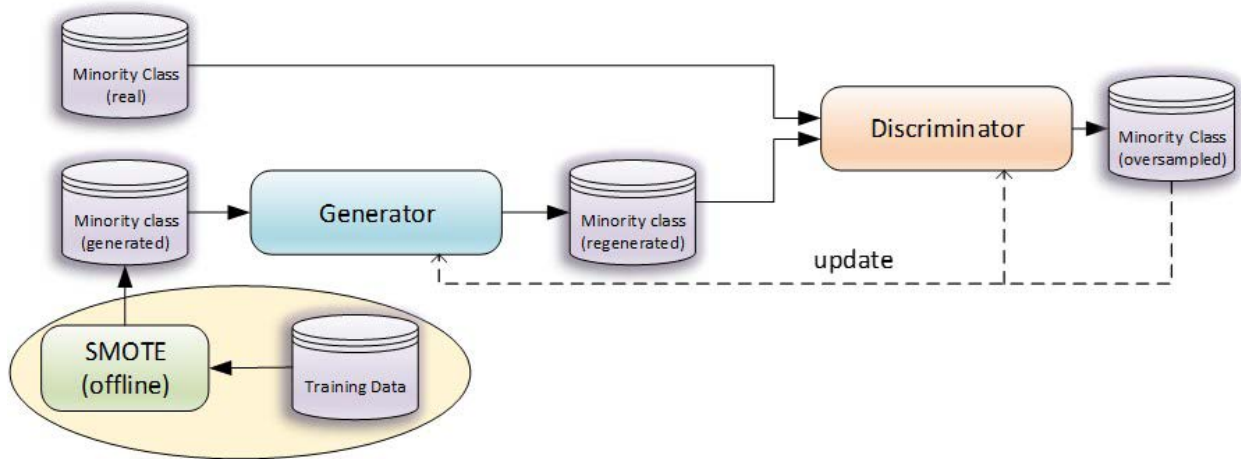 Minority Class
(real)
Discriminator
Minority Class
(oversampled)
Minority class
(generated)
Generator
Minority class
(regenerated)
update
SMOTE
(offline)
Training Data